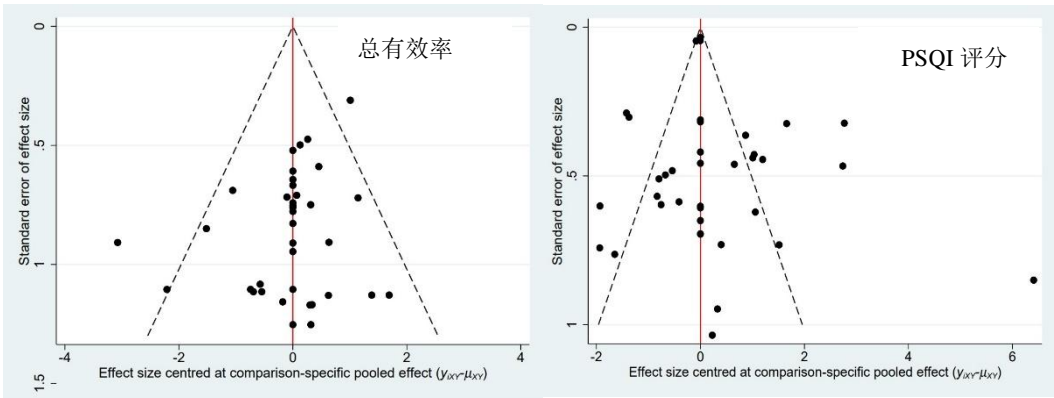 总有效率
Standard error of effect size
0
.5
1
1.5
-4
-2
0
2
4
Effect size centred at comparison-specific pooled effect (yiXY-μXY)
PSQI 评分
Standard error of effect size
0
.5
1
-2
0
2
4
6
Effect size centred at comparison-specific pooled effect (yiXY-μXY)